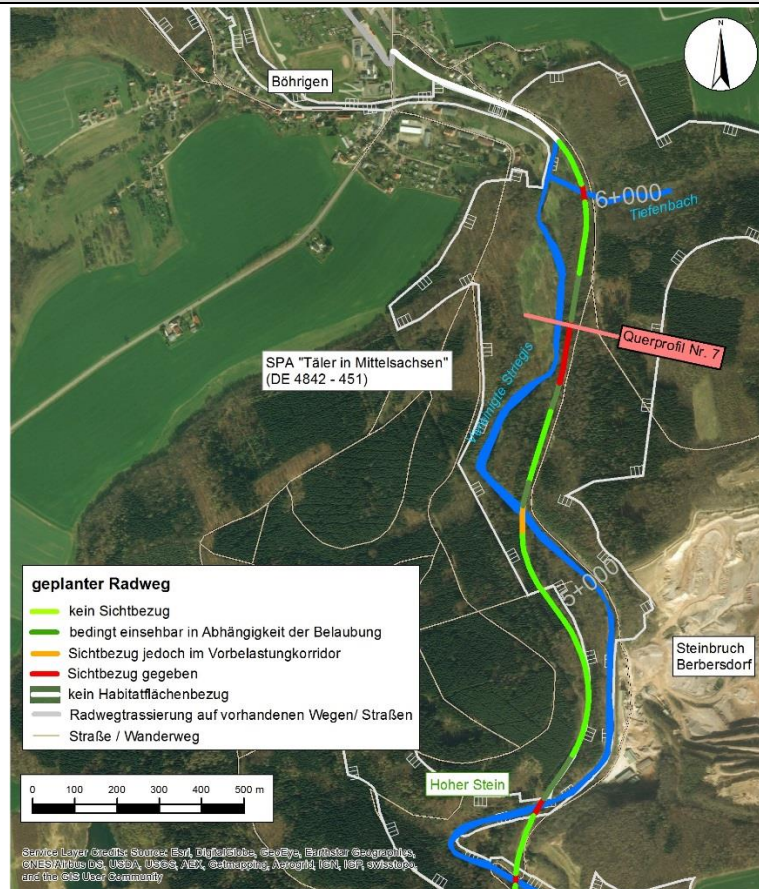 N
Böhrigen
6+000
Tiefenbach
Querprofil Nr. 7
SPA "Täler in Mittelsachsen"
(DE 4842 - 451)
Vereinigte Striegis
5+000
geplanter Radweg
kein Sichtbezug
bedingt einsehbar in Abhängigkeit der Belaubung
Sichtbezug jedoch im Vorbelastungkorridor
Sichtbezug gegeben
kein Habitatflächenbezug
Radwegtrassierung auf vorhandenen Wegen/ Straßen
Straße / Wanderweg
Steinbruch
Berbersdorf
Hoher Stein
0 100 200 300 400 500 m
Service Layer Credits: Source: Esri, DigitalGlobe, GeoEye, Earthstar Geographics,
CNES/Airbus DS, USDA, USGS, AEX, Getmapping, Aerogrid, IGN, IGP, swisstopo,
and the GIS User Community